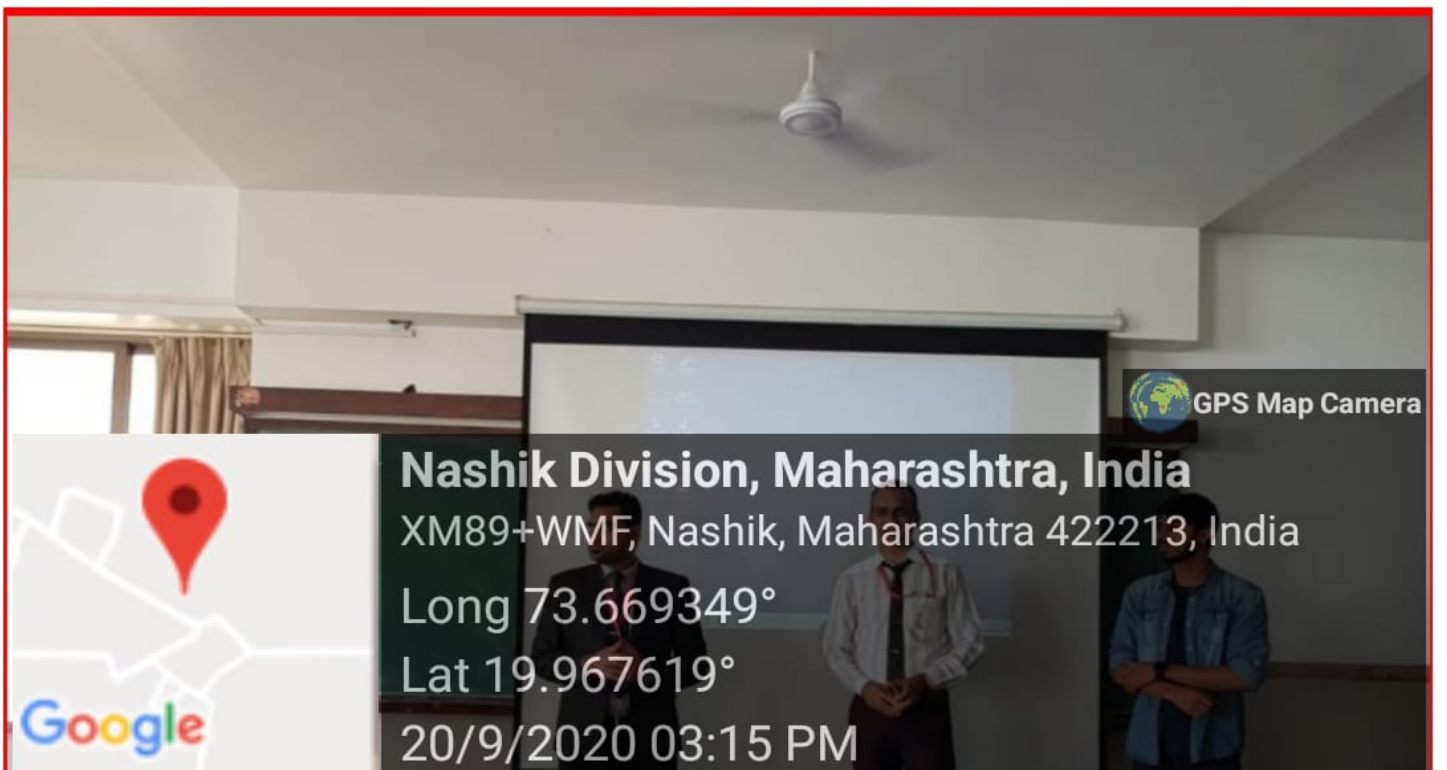 GPS Map Camera
Nashik Division, Maharashtra, India
XM89+WMF, Nashik, Maharashtra 422213, India
Long 73.669349°
Lat 19.967619°
20/9/2020 03:15 PM
Google